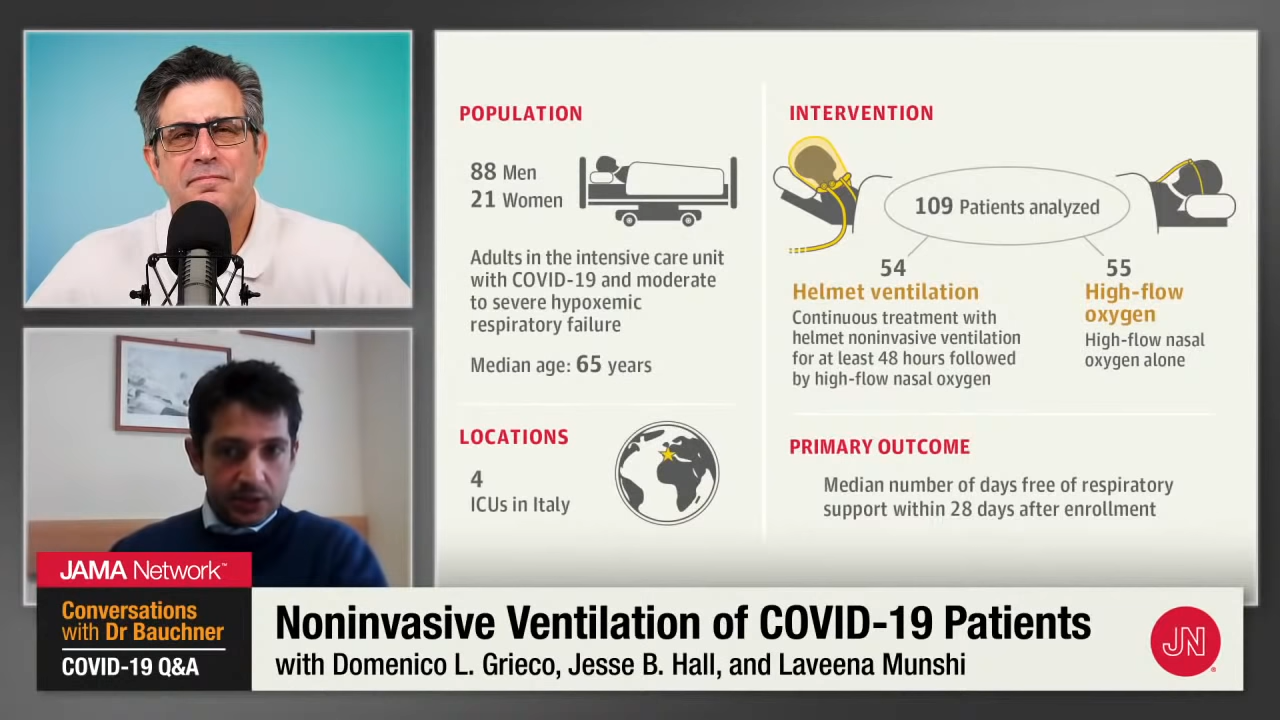 POPULATION
88 Men
21 Women
Adults in the intensive care unit
with COVID-19 and moderate
to severe hypoxemic
respiratory failure
Median age: 65 years
LOCATIONS
4
ICUs in Italy
INTERVENTION
109 Patients analyzed
54
Helmet ventilation
Continuous treatment with
helmet noninvasive ventilation
for at least 48 hours followed
by high-flow nasal oxygen
55
High-flow
oxygen
High-flow nasal
oxygen alone
PRIMARY OUTCOME
Median number of days free of respiratory
support within 28 days after enrollment
JAMA Network™
Conversations
with Dr Bauchner
COVID-19 Q&A
Noninvasive Ventilation of COVID-19 Patients
with Domenico L. Grieco, Jesse B. Hall, and Laveena Munshi
JN®